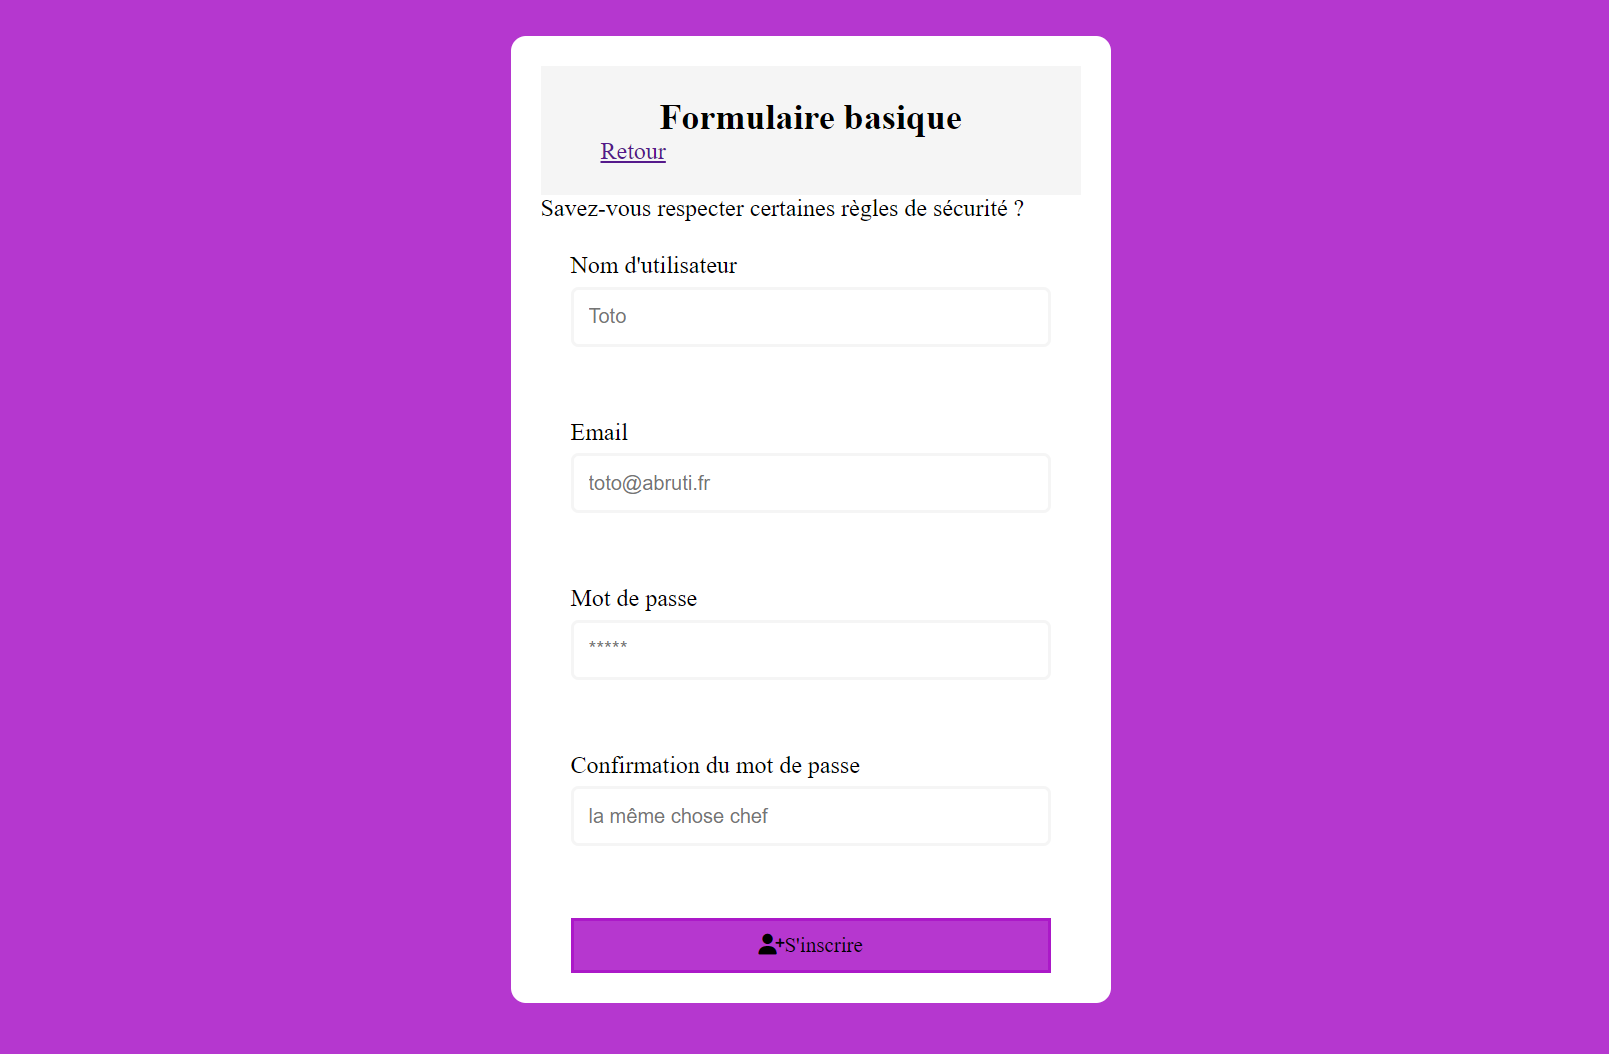 Formulaire basique
Retour
Savez-vous respecter certaines règles de sécurité ?
Nom d'utilisateur
Toto
Email
toto@abruti.fr
Mot de passe
*****
Confirmation du mot de passe
la même chose chef
S'inscrire